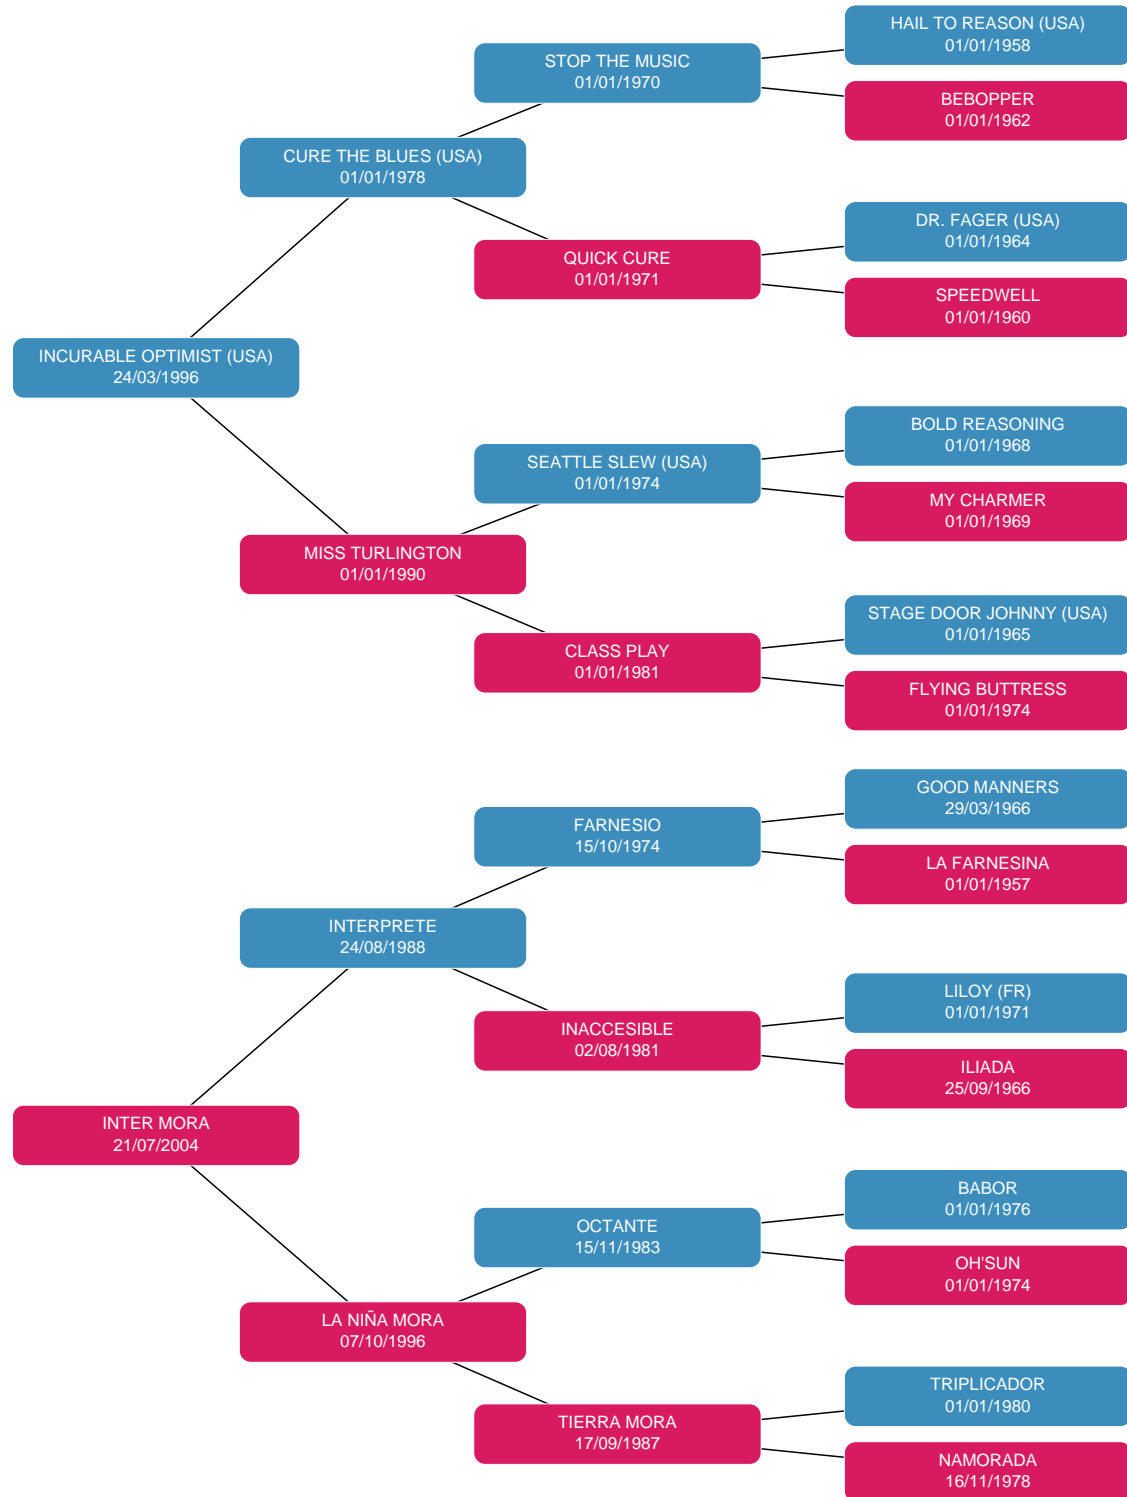 HAIL TO REASON (USA)
01/01/1958
STOP THE MUSIC
01/01/1970
BEBOPPER
01/01/1962
CURE THE BLUES (USA)
01/01/1978
DR. FAGER (USA)
01/01/1964
QUICK CURE
01/01/1971
SPEEDWELL
01/01/1960
INCURABLE OPTIMIST (USA)
24/03/1996
BOLD REASONING
01/01/1968
SEATTLE SLEW (USA)
01/01/1974
MY CHARMER
01/01/1969
MISS TURLINGTON
01/01/1990
STAGE DOOR JOHNNY (USA)
01/01/1965
CLASS PLAY
01/01/1981
FLYING BUTTRESS
01/01/1974
GOOD MANNERS
29/03/1966
FARNESIO
15/10/1974
LA FARNESINA
01/01/1957
INTERPRETE
24/08/1988
LILOY (FR)
01/01/1971
INACCESIBLE
02/08/1981
ILIADA
25/09/1966
INTER MORA
21/07/2004
BABOR
01/01/1976
OCTANTE
15/11/1983
OH'SUN
01/01/1974
LA NIÑA MORA
07/10/1996
TRIPLICADOR
01/01/1980
TIERRA MORA
17/09/1987
NAMORADA
16/11/1978